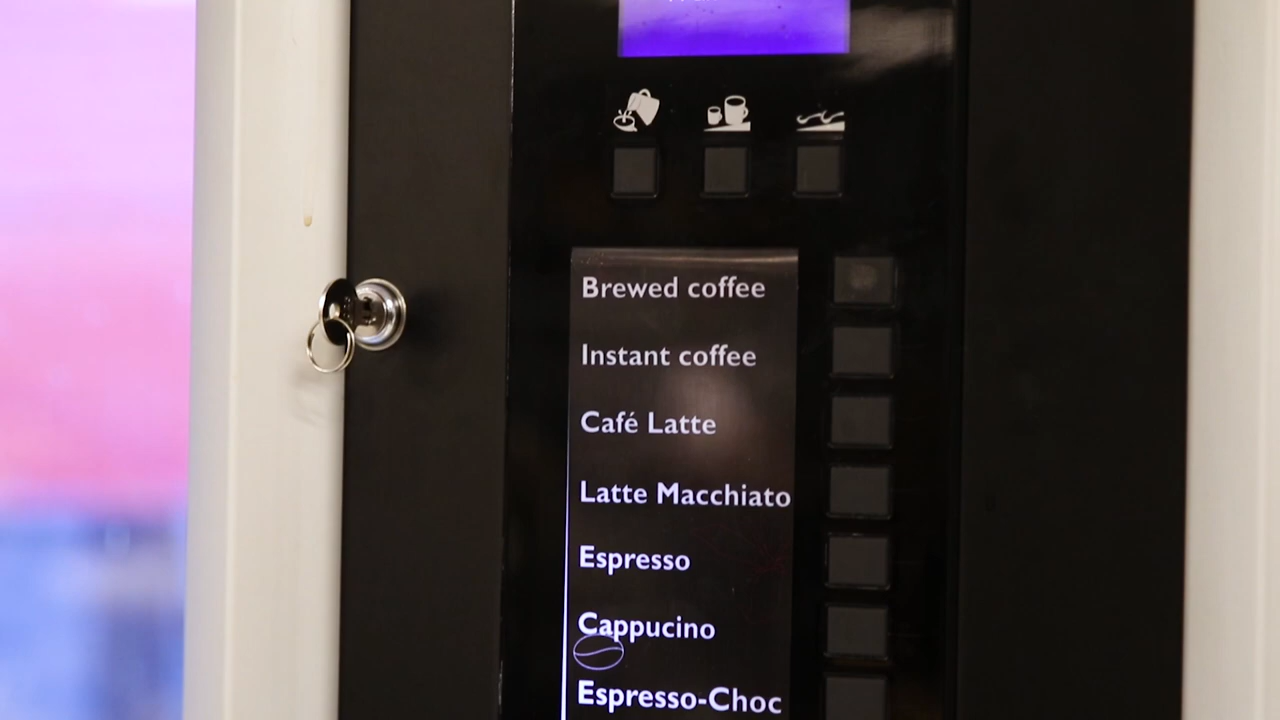 Brewed coffee
Instant coffee
Café Latte
Latte Macchiato
Espresso
Cappucino
Espresso-Choc